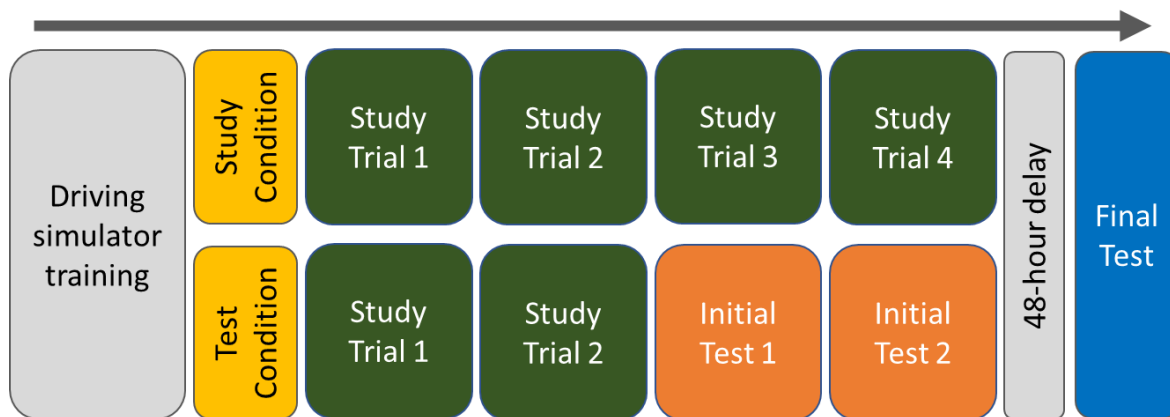 Driving
simulator
training
Study
Condition
Study
Trial 1
Study
Trial 2
Study
Trial 3
Study
Trial 4
Test
Condition
Study
Trial 1
Study
Trial 2
Initial
Test 1
Initial
Test 2
48-hour delay
Final
Test